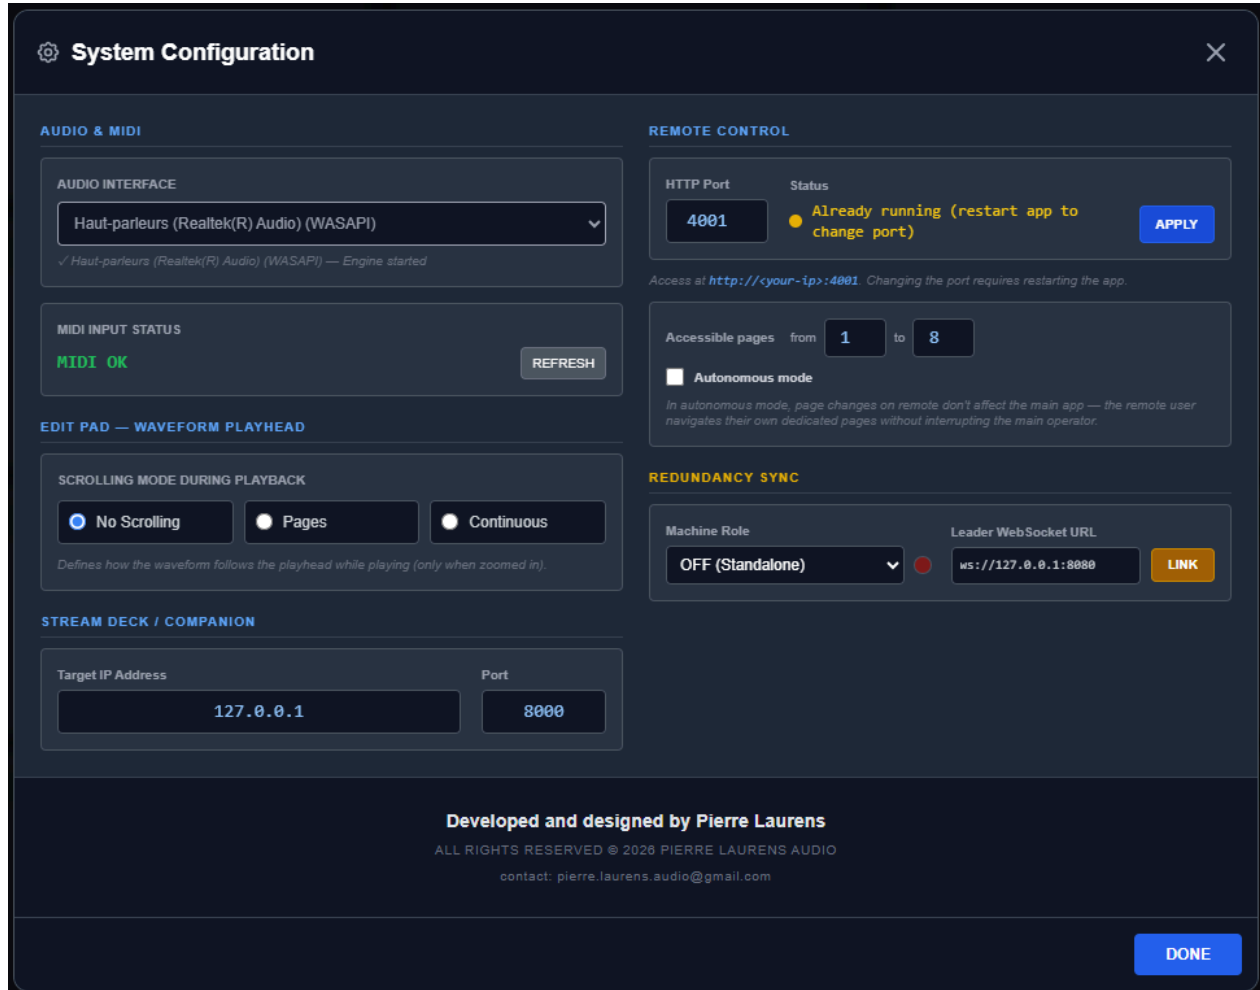 System Configuration
AUDIO & MIDI
AUDIO INTERFACE
Haut-parleurs (Realtek(R) Audio) (WASAPI)
✓ Haut-parleurs (Realtek(R) Audio) (WASAPI) — Engine started
MIDI INPUT STATUS
MIDI OK
REFRESH
EDIT PAD — WAVEFORM PLAYHEAD
SCROLLING MODE DURING PLAYBACK
No Scrolling
Pages
Continuous
Defines how the waveform follows the playhead while playing (only when zoomed in).
STREAM DECK / COMPANION
Target IP Address
Port
127.0.0.1
8000
REMOTE CONTROL
HTTP Port
Status
4001
Already running (restart app to
change port)
APPLY
Access at http://<your-ip>:4001. Changing the port requires restarting the app.
Accessible pages from 1 to 8
Autonomous mode
In autonomous mode, page changes on remote don't affect the main app — the remote user
navigates their own dedicated pages without interrupting the main operator.
REDUNDANCY SYNC
Machine Role
Leader WebSocket URL
OFF (Standalone)
ws://127.0.0.1:8080
LINK
Developed and designed by Pierre Laurens
ALL RIGHTS RESERVED © 2026 PIERRE LAURENS AUDIO
contact: pierre.laurens.audio@gmail.com
DONE